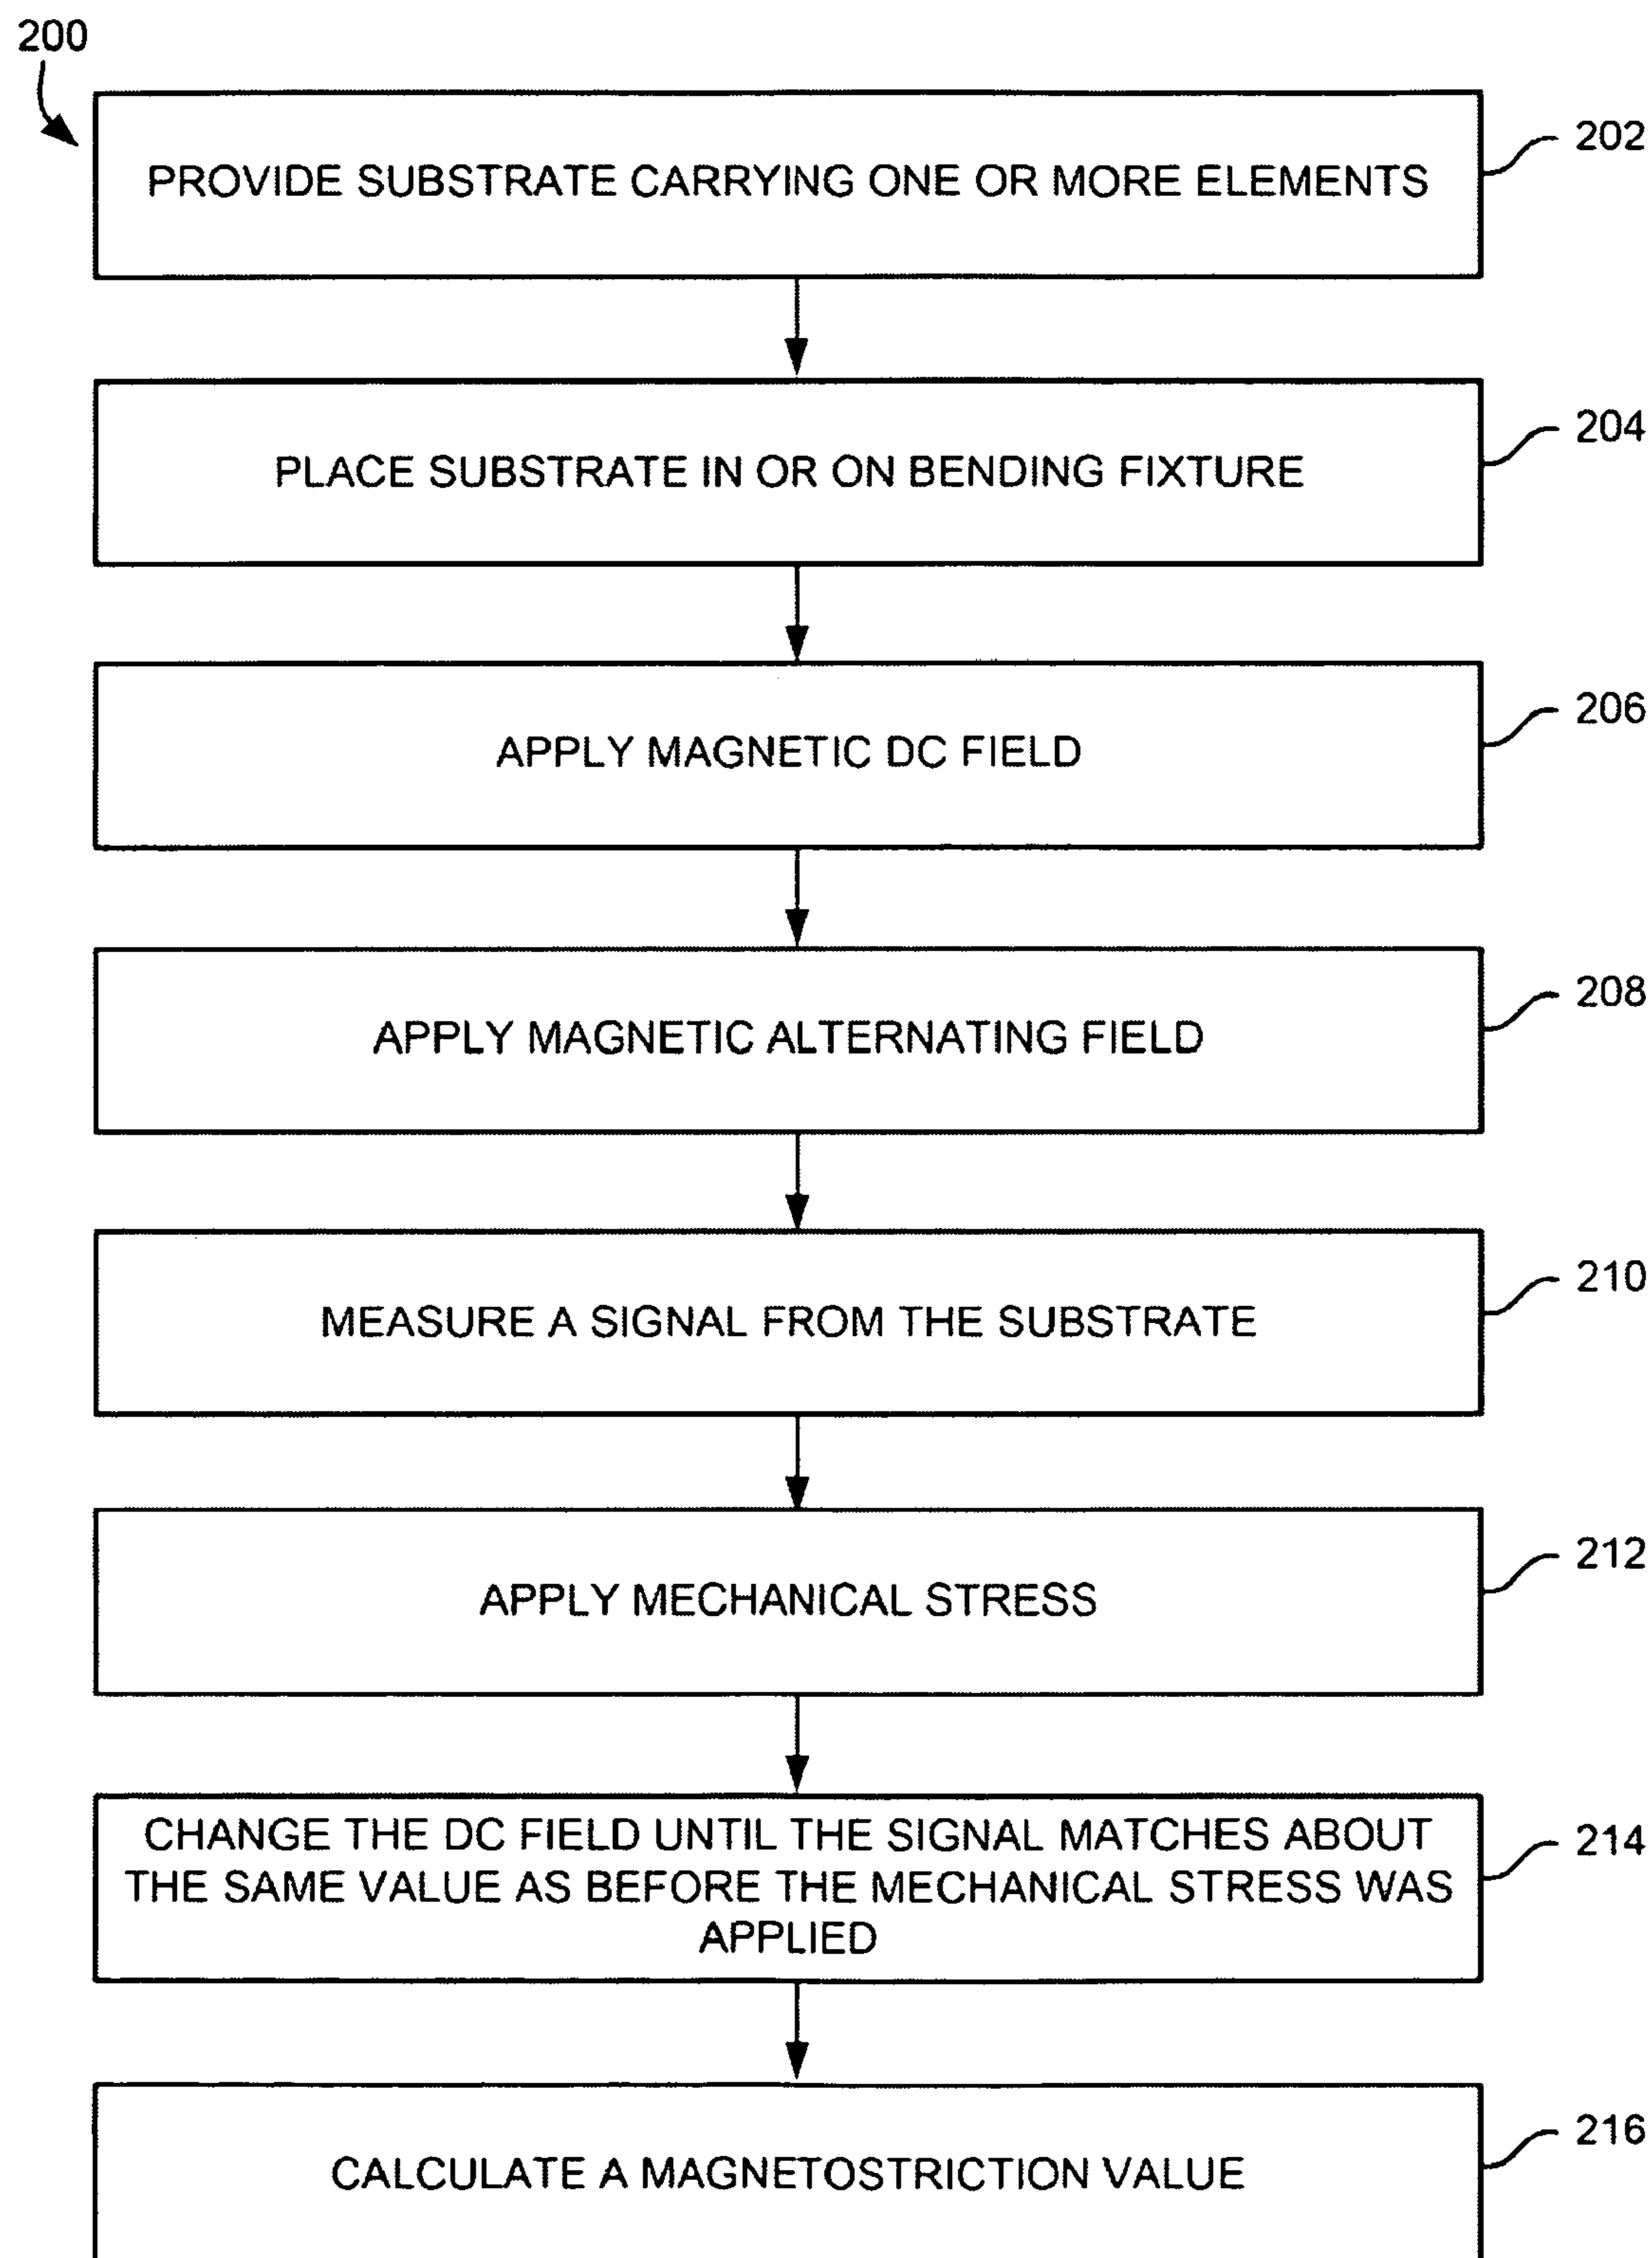 200
PROVIDE SUBSTRATE CARRYING ONE OR MORE ELEMENTS
202
PLACE SUBSTRATE IN OR ON BENDING FIXTURE
204
APPLY MAGNETIC DC FIELD
206
APPLY MAGNETIC ALTERNATING FIELD
208
MEASURE A SIGNAL FROM THE SUBSTRATE
210
APPLY MECHANICAL STRESS
212
CHANGE THE DC FIELD UNTIL THE SIGNAL MATCHES ABOUT
THE SAME VALUE AS BEFORE THE MECHANICAL STRESS WAS
APPLIED
214
CALCULATE A MAGNETOSTRICTION VALUE
216